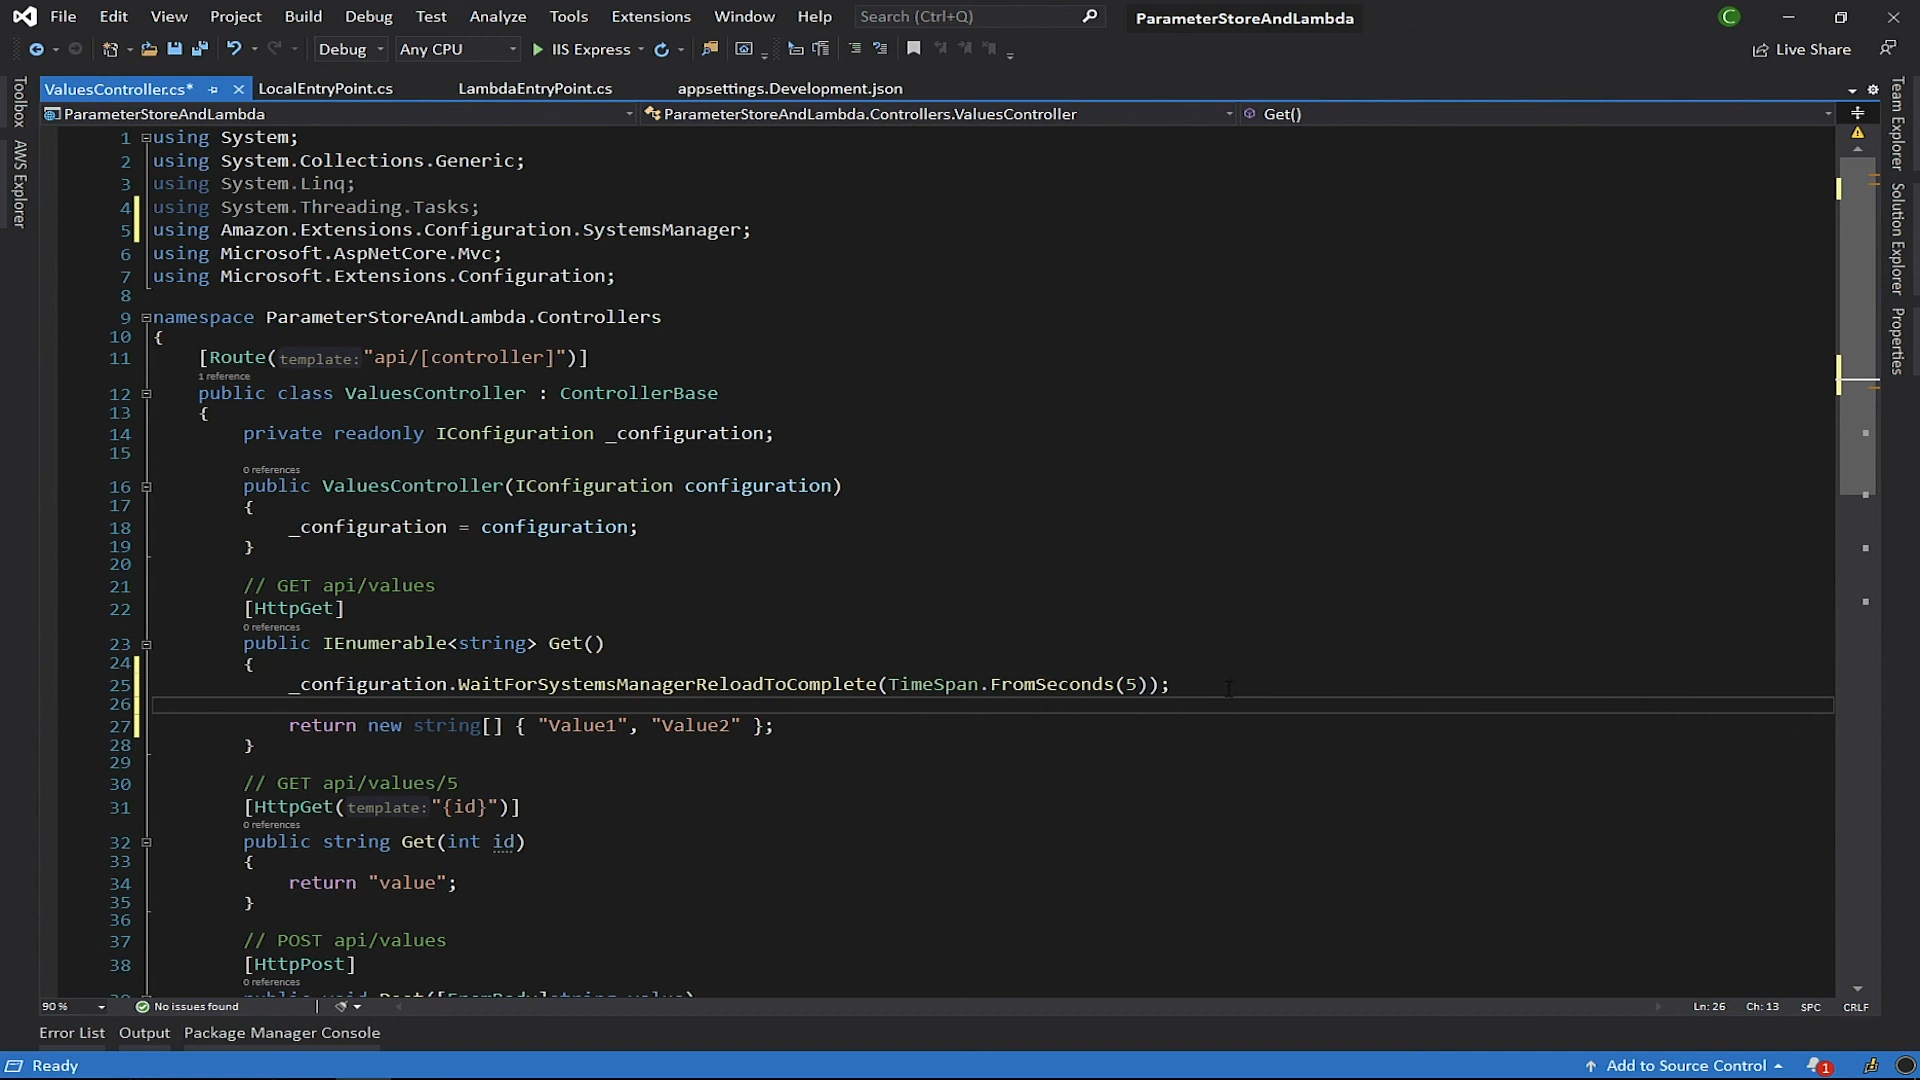 File Edit View Project Build Debug Test Analyze Tools Extensions Window Help Search (Ctrl+Q) ParameterStoreAndLambda C
Debug Any CPU IIS Express Live Share
ValuesController.cs* LocalEntryPoint.cs LambdaEntryPoint.cs appsettings.Development.json
ParameterStoreAndLambda ParameterStoreAndLambda.Controllers.ValuesController Get()
Toolbox
AWS Explorer
Team Explorer
Solution Explorer
Properties
1 using System;
2 using System.Collections.Generic;
3 using System.Linq;
4 using System.Threading.Tasks;
5 using Amazon.Extensions.Configuration.SystemsManager;
6 using Microsoft.AspNetCore.Mvc;
7 using Microsoft.Extensions.Configuration;
8
9 namespace ParameterStoreAndLambda.Controllers
10 {
11 [Route(template:"api/[controller]")]
1 reference
12 public class ValuesController : ControllerBase
13 {
14 private readonly IConfiguration _configuration;
15
0 references
16 public ValuesController(IConfiguration configuration)
17 {
18 _configuration = configuration;
19 }
20
21 // GET api/values
22 [HttpGet]
0 references
23 public IEnumerable<string> Get()
24 {
25 _configuration.WaitForSystemsManagerReloadToComplete(TimeSpan.FromSeconds(5));
26
27 return new string[] { "Value1", "Value2" };
28 }
29
30 // GET api/values/5
31 [HttpGet(template:"{id}")]
0 references
32 public string Get(int id)
33 {
34 return "value";
35 }
36
37 // POST api/values
38 [HttpPost]
0 references
39 public void Post([FromBody]string value)
90 % No issues found Ln: 26 Ch: 13 SPC CRLF
Error List Output Package Manager Console
Ready Add to Source Control 1